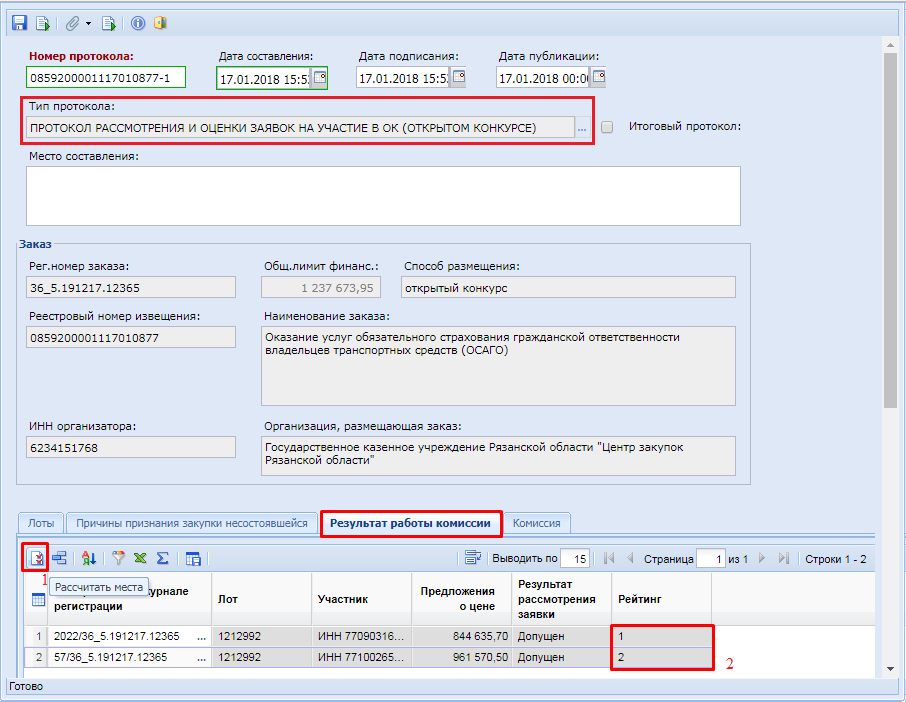 Номер протокола: Дата составления: Дата подписания: Дата публикации:
0859200001117010877-1 17.01.2018 15:5 17.01.2018 15:5 17.01.2018 00:0
Тип протокола:
ПРОТОКОЛ РАССМОТРЕНИЯ И ОЦЕНКИ ЗАЯВОК НА УЧАСТИЕ В ОК (ОТКРЫТОМ КОНКУРСЕ) ... Итоговый протокол:
Место составления:
Заказ
Рег.номер заказа: Общ.лимит финанс.: Способ размещения:
36_5.191217.12365 1 237 673,95 открытый конкурс
Реестровый номер извещения: Наименование заказа:
0859200001117010877 Оказание услуг обязательного страхования гражданской ответственности
владельцев транспортных средств (ОСАГО)
ИНН организатора: Организация, размещающая заказ:
6234151768 Государственное казенное учреждение Рязанской области "Центр закупок
Рязанской области"
Лоты Причины признания закупки несостоявшейся Результат работы комиссии Комиссия
Выводить по 15 Страница 1 из 1 Строки 1 - 2
1 Рассчитать места журнале
регистрации Лот Участник Предложения
о цене Результат
рассмотрения
заявки Рейтинг
1 2022/36_5.191217.12365 ... 1212992 ИНН 77090316... 844 635,70 Допущен 1
2 57/36_5.191217.12365 ... 1212992 ИНН 77100265... 961 570,50 Допущен 2
2
Готово